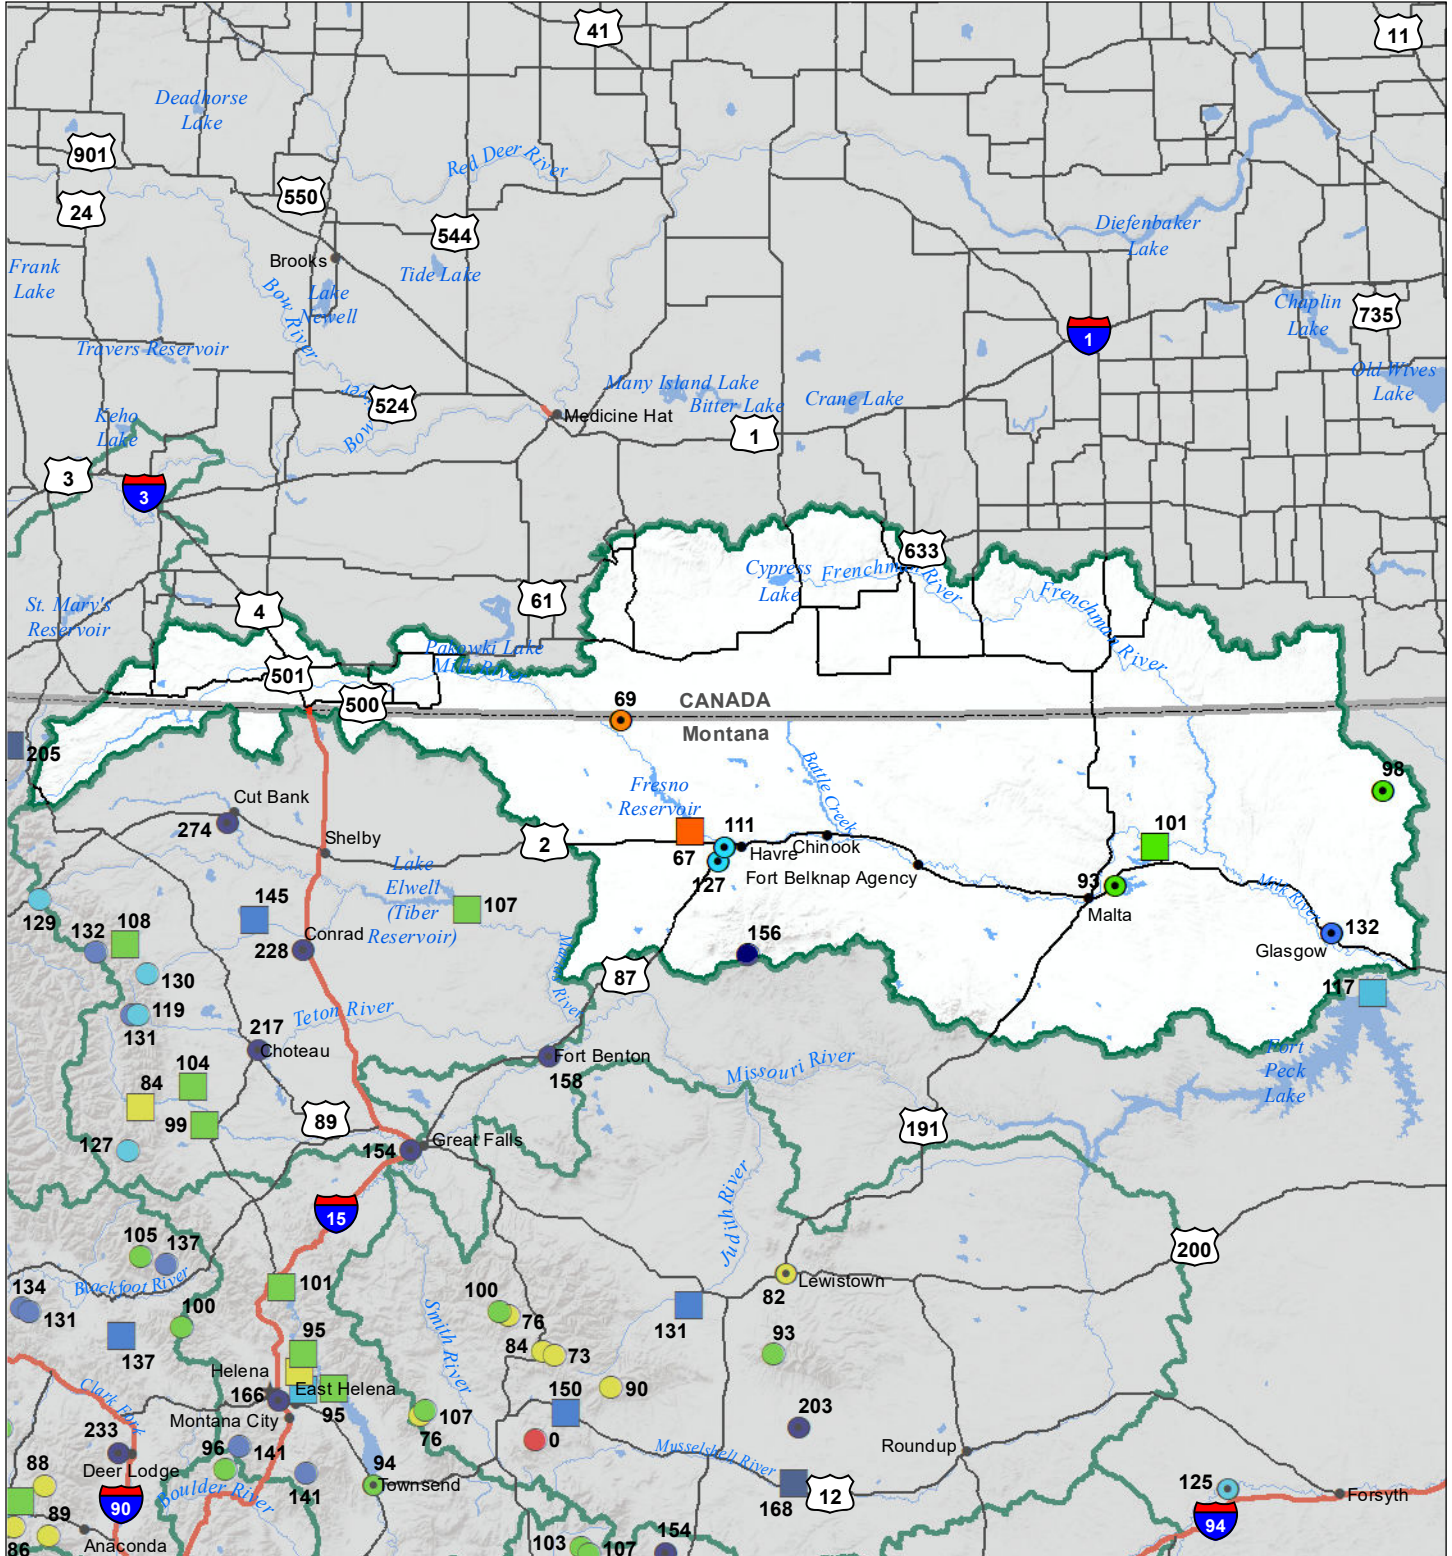 41
11
Deadhorse
Lake
901
Red Deer River
550
24
544
Diefenbaker
Lake
Brooks
Frank
Lake
Tide Lake
Bow River
Lake
Newell
Chaplin
Lake
735
1
Travers Reservoir
Many Island Lake
Old Wives
Lake
524
Bitter Lake
Crane Lake
Keho
Lake
Medicine Hat
Bow
1
3
3
633
Cypress
Lake
Frenchman River
Frenchman River
61
4
St. Mary's
Reservoir
Pakowki Lake
Milk River
501
500
69
CANADA
Montana
205
Battle Creek
98
Fresno
Reservoir
Cut Bank
274
2
111
101
Shelby
67
Havre
Chinook
127
Fort Belknap Agency
93
Malta
Milk River
Lake
Elwell
(Tiber
Reservoir)
145
107
129
132
108
Conrad
228
156
132
Glasgow
87
130
117
119
131
Teton River
217
Choteau
Fort Benton
158
Missouri River
Fort
Peck
Lake
104
84
99
89
191
127
Great Falls
154
Judith River
15
105
137
200
Blackfoot River
134
131
100
101
Lewistown
82
100
76
131
Smith River
137
95
84
73
93
Helena
90
166
East Helena
95
150
Clark Fork
Montana City
107
76
203
233
96
141
0
Musselshell River
Roundup
Deer Lodge
94
Townsend
88
141
168
12
125
Forsyth
90
Boulder River
94
89
86
Anaconda
103
107
154